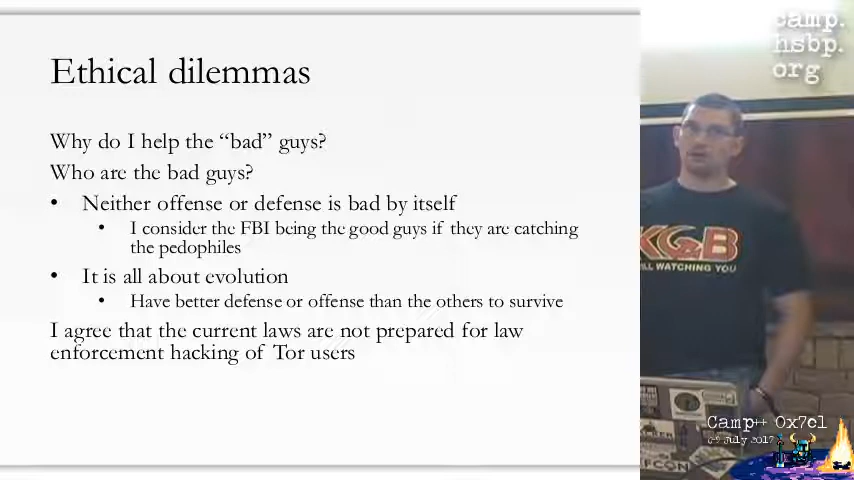 Ethical dilemmas
Why do I help the “bad” guys?
Who are the bad guys?
• Neither offense or defense is bad by itself
• I consider the FBI being the good guys if they are catching
the pedophiles
• It is all about evolution
• Have better defense or offense than the others to survive
I agree that the current laws are not prepared for law
enforcement hacking of Tor users
camp.
hsbp.
org
KGB
ILL WATCHING YOU
Camp++ 0x7e1
July 2017
FCON